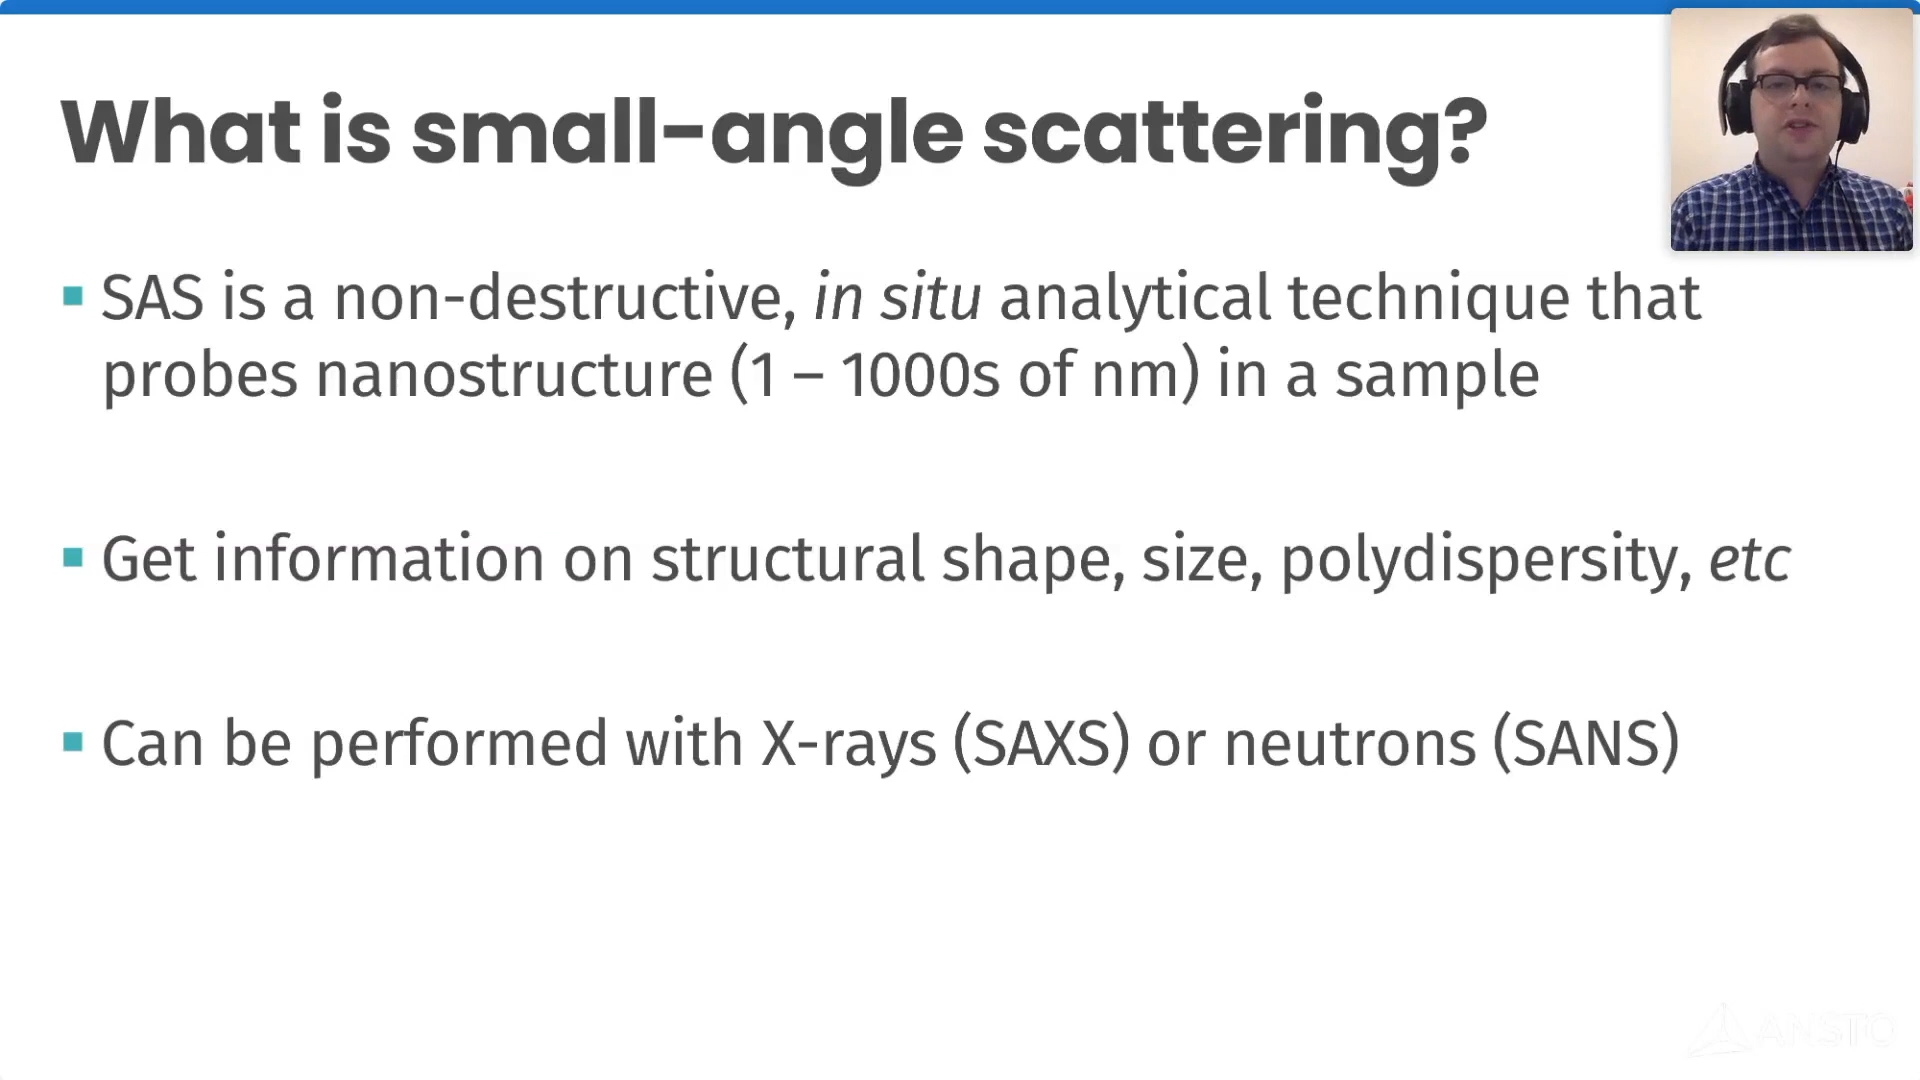 What is small-angle scattering?
▪ SAS is a non-destructive, in situ analytical technique that
probes nanostructure (1 – 1000s of nm) in a sample
▪ Get information on structural shape, size, polydispersity, etc
▪ Can be performed with X-rays (SAXS) or neutrons (SANS)
ANSTO